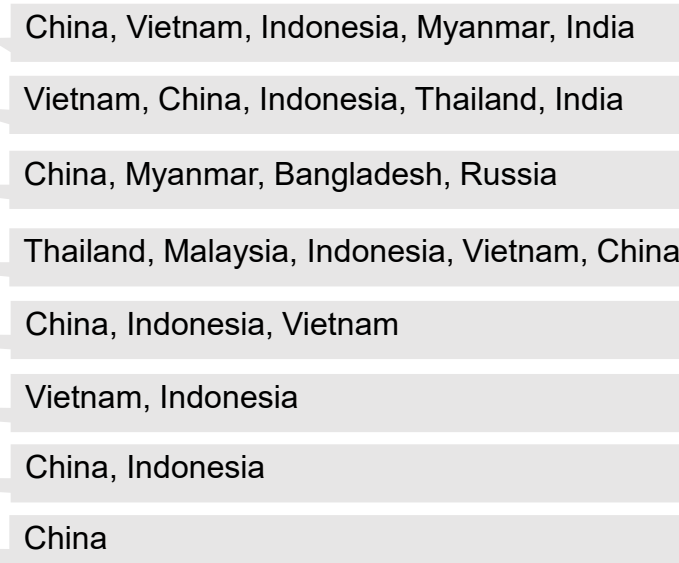 China, Vietnam, Indonesia, Myanmar, India
Vietnam, China, Indonesia, Thailand, India
China, Myanmar, Bangladesh, Russia
Thailand, Malaysia, Indonesia, Vietnam, China
China, Indonesia, Vietnam
Vietnam, Indonesia
China, Indonesia
China